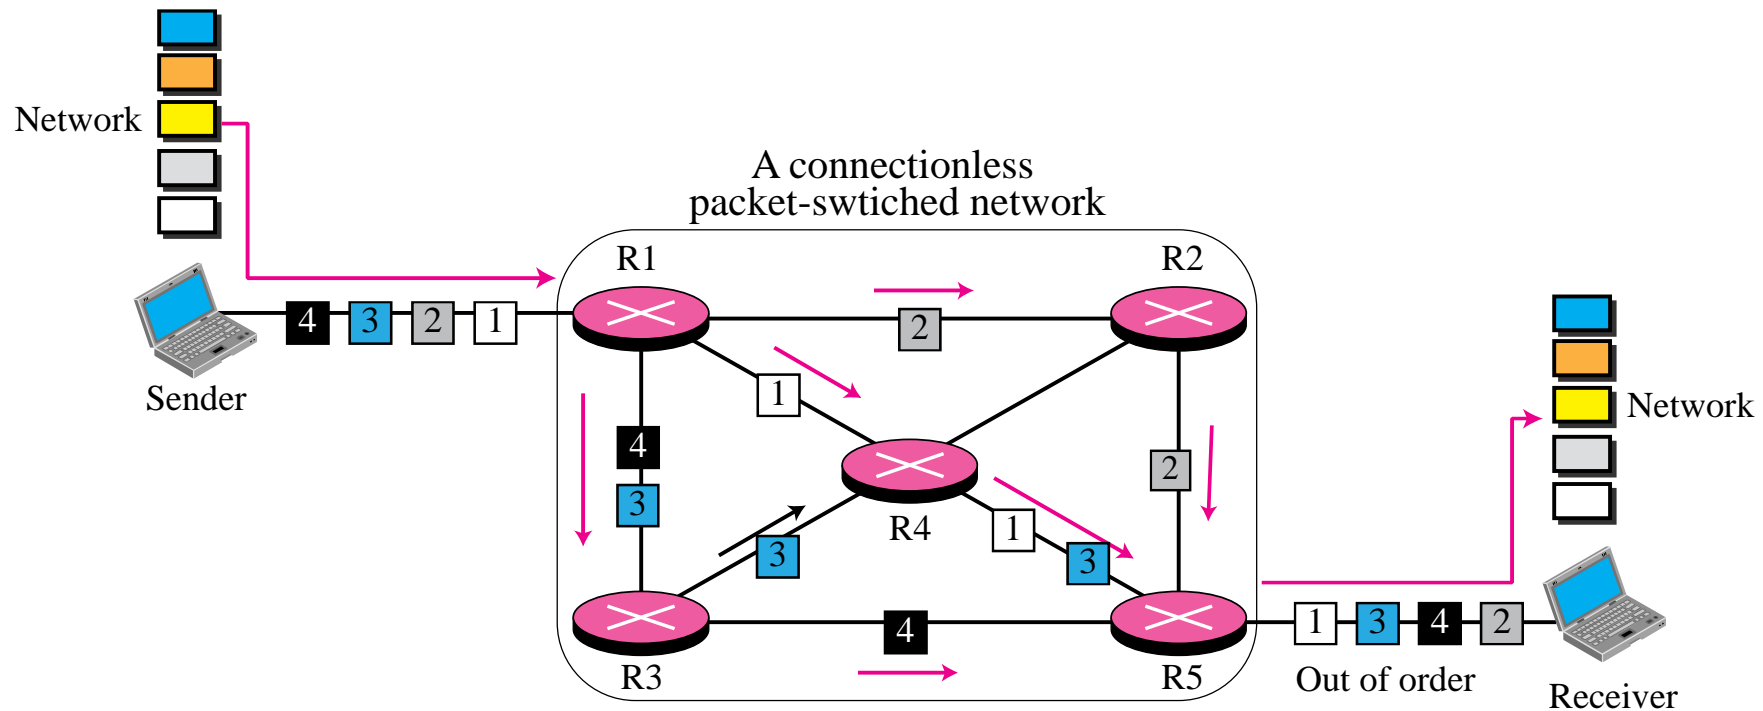 Network
A connectionless
packet-swtiched network
R1
R2
4 3 2 1
2
Sender
1
4
3
2
Network
R4
1
3
3
4
1 3 4 2
R3
R5
Out of order
Receiver